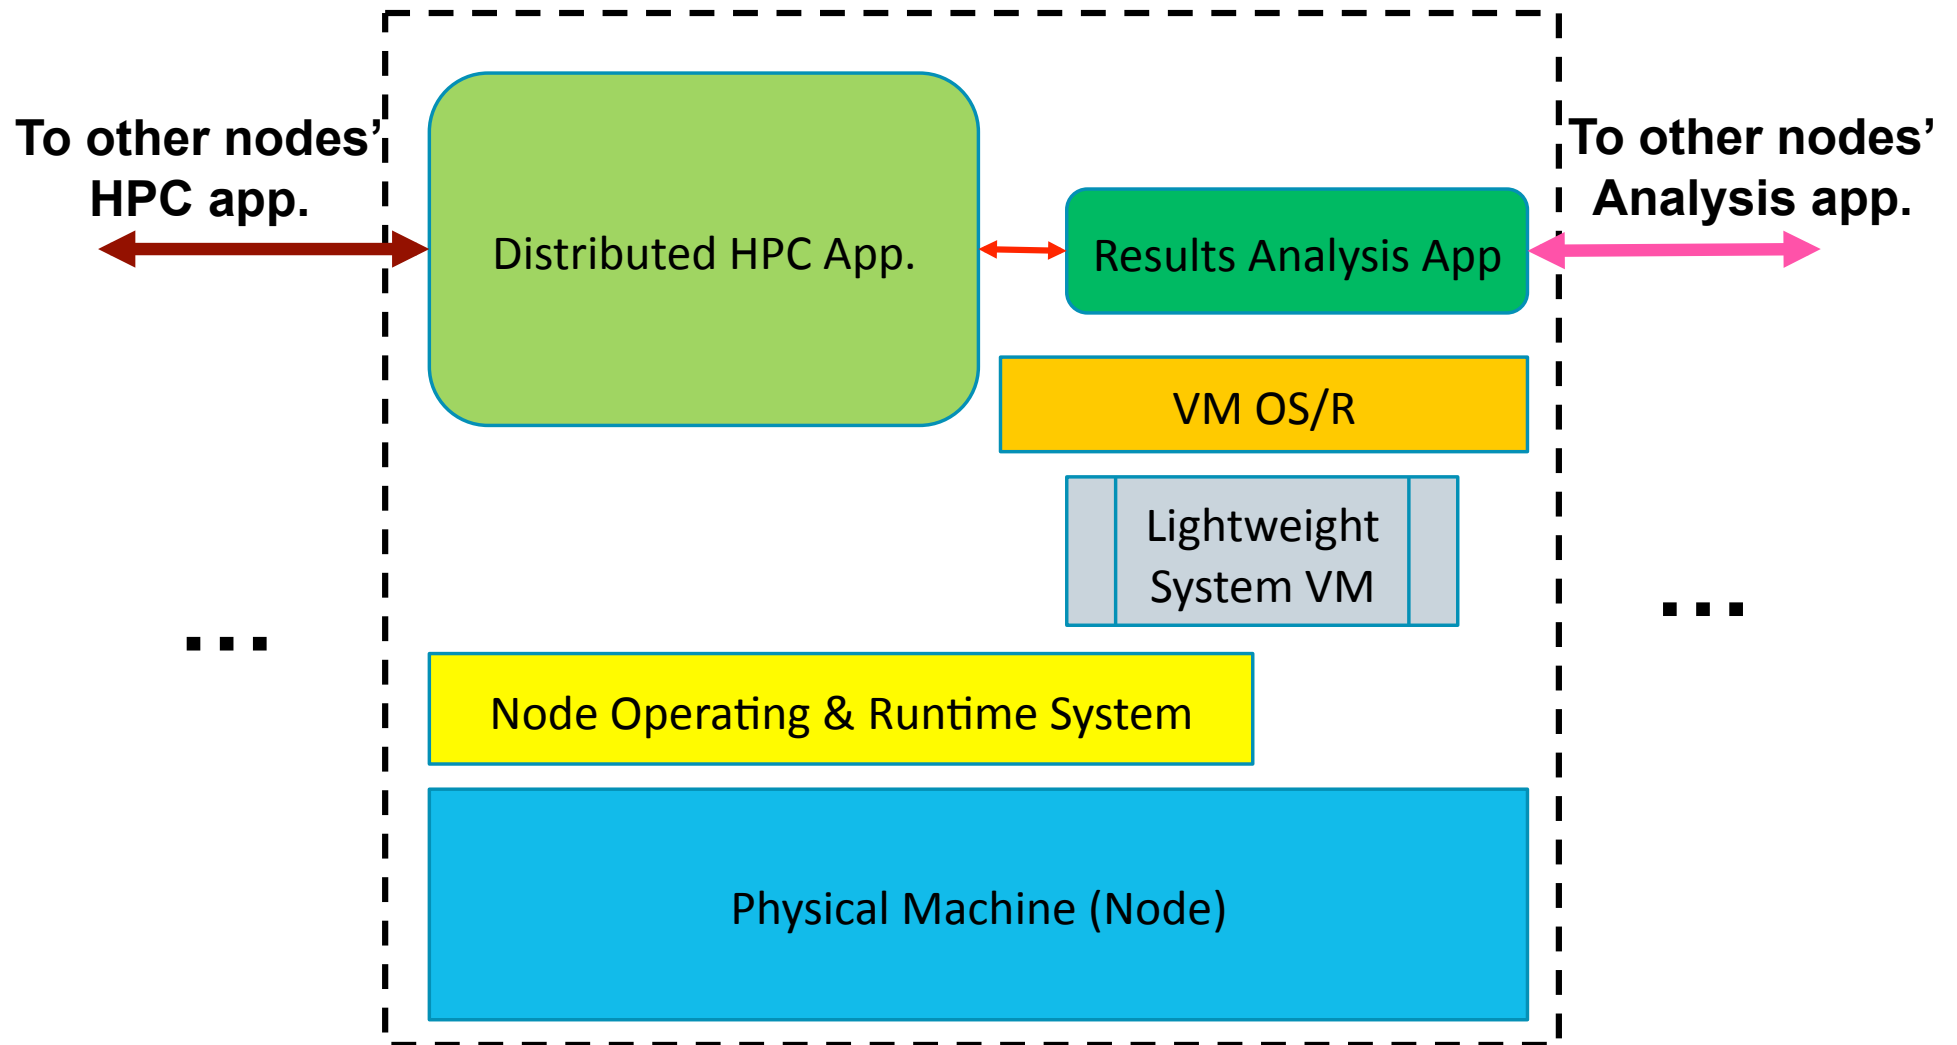 To other nodes’
HPC app.
Distributed HPC App.
Results Analysis App
To other nodes’
Analysis app.
VM OS/R
Lightweight
System VM
...
...
Node Operating & Runtime System
Physical Machine (Node)